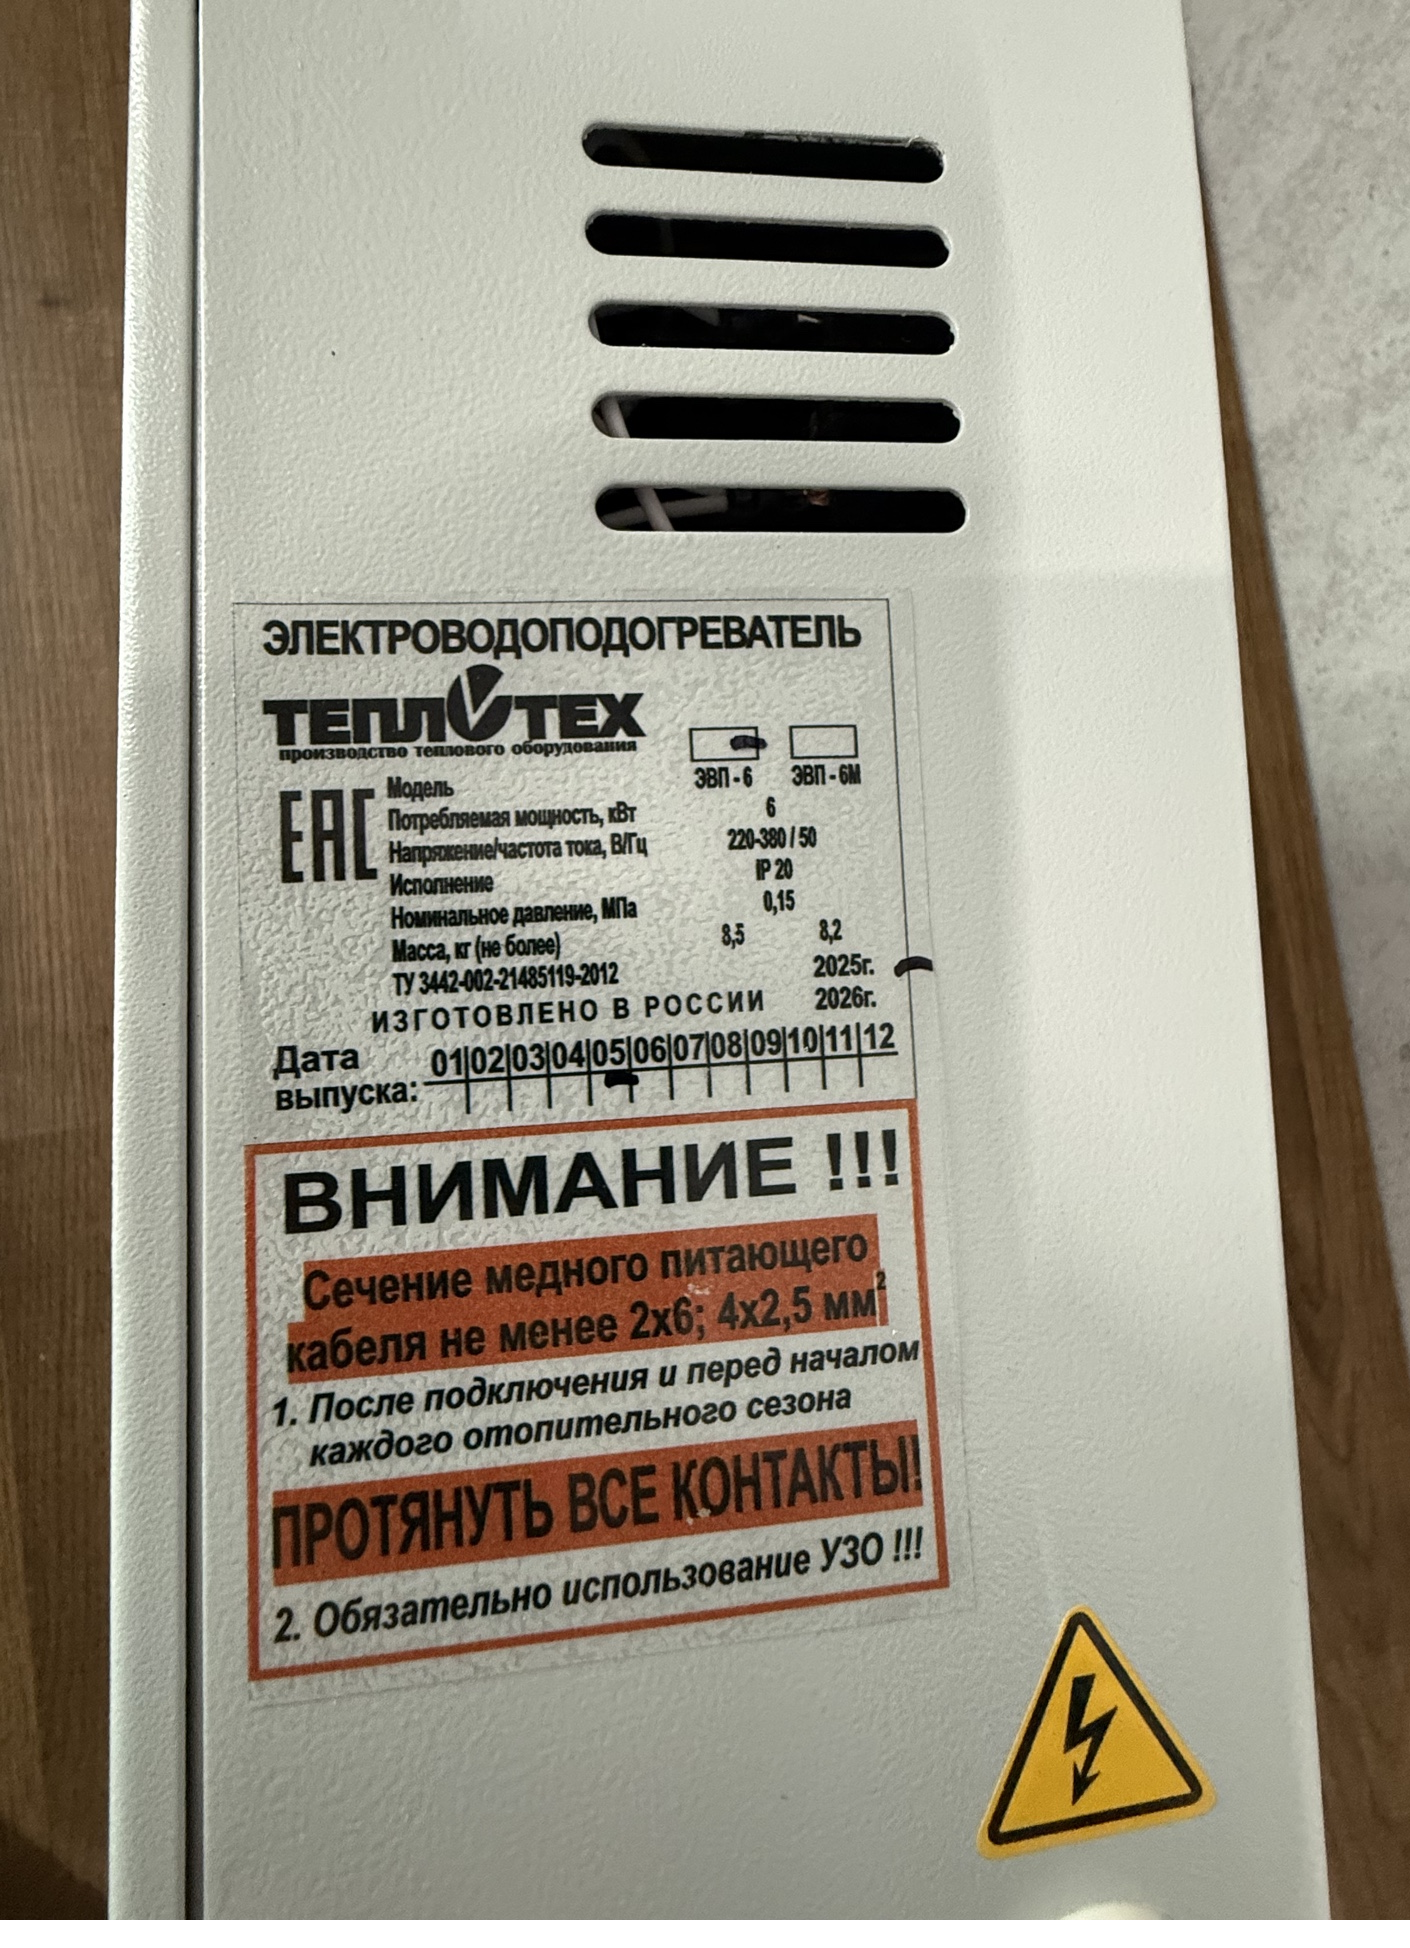 ЭЛЕКТРОВОДОПОДОГРЕВАТЕЛЬ
ТЕПЛОТЕХ
производство теплового оборудования
ЕАС
Модель ЭВП - 6 ЭВП - 6М
Потребляемая мощность, кВт 6
Напряжение/частота тока, В/Гц 220-380 / 50
Исполнение IP 20
Номинальное давление, МПа 0,15
Масса, кг (не более) 8,5 8,2
ТУ 3442-002-21485119-2012 2025г.
ИЗГОТОВЛЕНО В РОССИИ 2026г.
Дата
выпуска: 01|02|03|04|05|06|07|08|09|10|11|12
ВНИМАНИЕ !!!
Сечение медного питающего
кабеля не менее 2х6; 4х2,5 мм²
1. После подключения и перед началом
каждого отопительного сезона
ПРОТЯНУТЬ ВСЕ КОНТАКТЫ!
2. Обязательно использование УЗО !!!